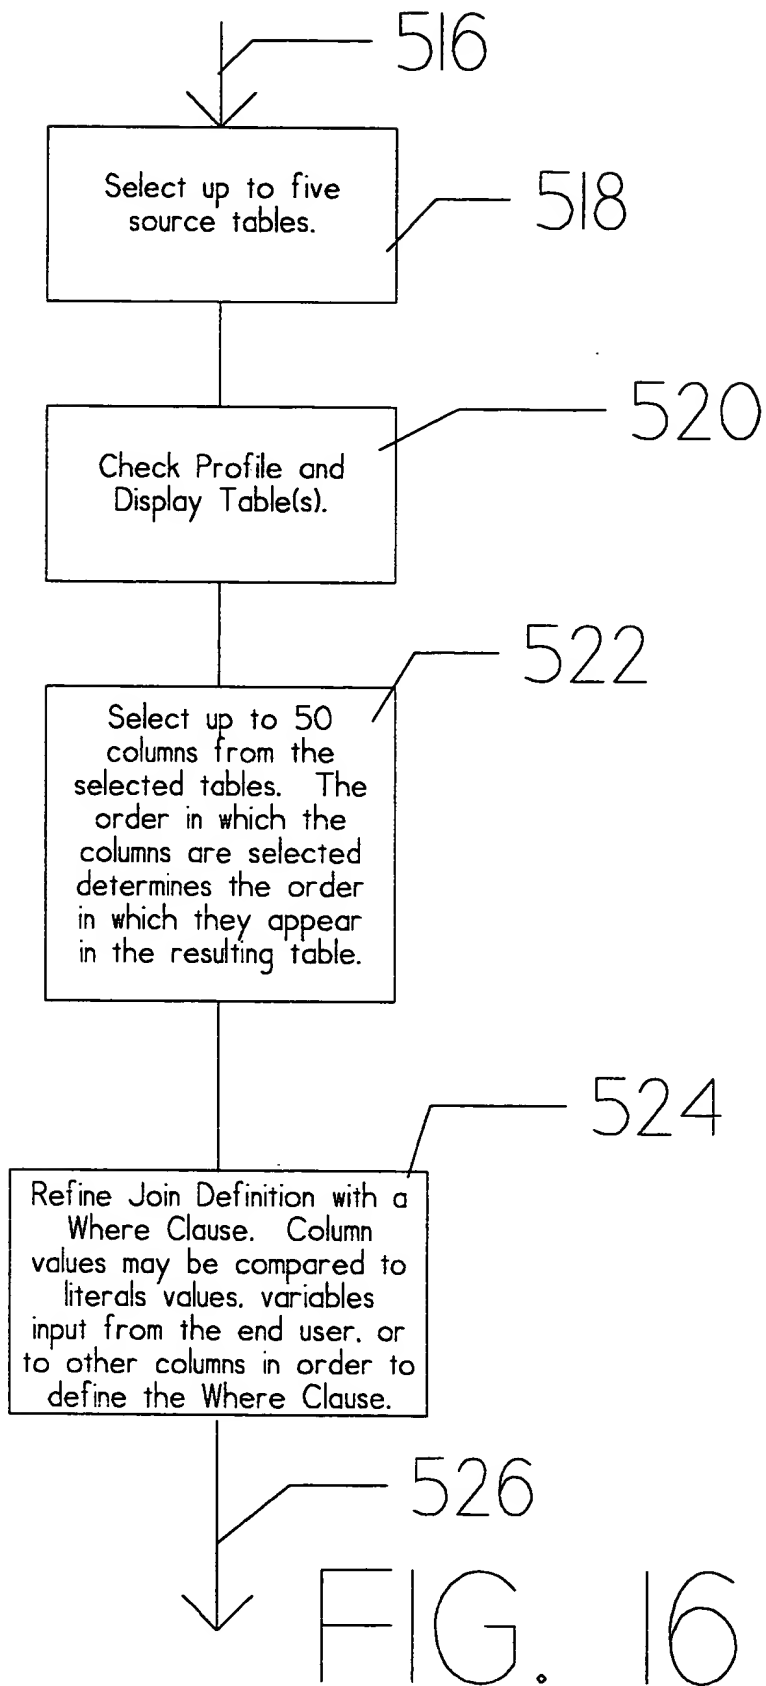 516
Select up to five
source tables.
518
520
Check Profile and
Display Table(s).
522
Select up to 50
columns from the
selected tables. The
order in which the
columns are selected
determines the order
in which they appear
in the resulting table.
524
Refine Join Definition with a
Where Clause. Column
values may be compared to
literals values, variables
input from the end user, or
to other columns in order to
define the Where Clause.
526
FIG. 16